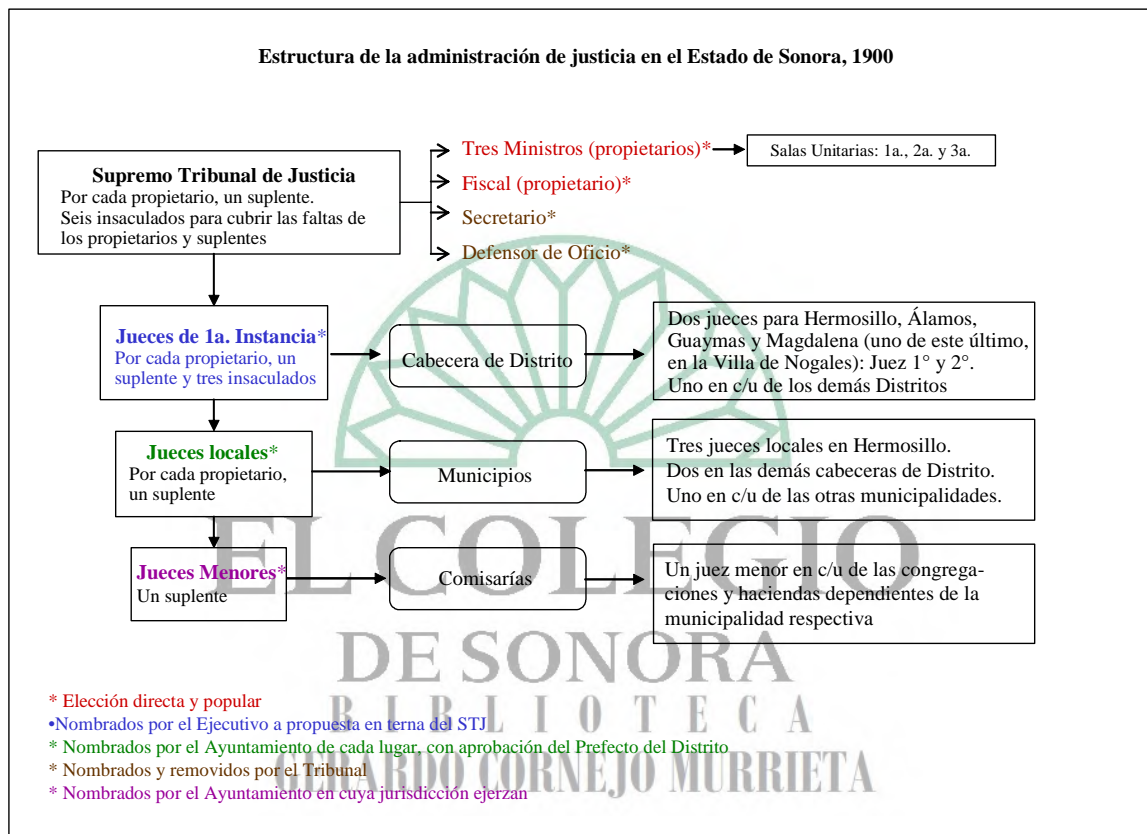 Estructura de la administración de justicia en el Estado de Sonora, 1900
Supremo Tribunal de Justicia
Por cada propietario, un suplente.
Seis insaculados para cubrir las faltas de
los propietarios y suplentes
Tres Ministros (propietarios)*
Salas Unitarias: 1a., 2a. y 3a.
Fiscal (propietario)*
Secretario*
Defensor de Oficio*
Jueces de 1a. Instancia*
Por cada propietario, un
suplente y tres insaculados
Cabecera de Distrito
Dos jueces para Hermosillo, Álamos,
Guaymas y Magdalena (uno de este último,
en la Villa de Nogales): Juez 1° y 2°.
Uno en c/u de los demás Distritos
Jueces locales*
Por cada propietario,
un suplente
Municipios
Tres jueces locales en Hermosillo.
Dos en las demás cabeceras de Distrito.
Uno en c/u de las otras municipalidades.
Jueces Menores*
Un suplente
Comisarías
Un juez menor en c/u de las congrega-
ciones y haciendas dependientes de la
municipalidad respectiva
* Elección directa y popular
•Nombrados por el Ejecutivo a propuesta en terna del STJ
* Nombrados por el Ayuntamiento de cada lugar, con aprobación del Prefecto del Distrito
* Nombrados y removidos por el Tribunal
* Nombrados por el Ayuntamiento en cuya jurisdicción ejerzan
EL COLEGIO
DE SONORA
BIBLIOTECA
GERARDO CORNEJO MURRIETA